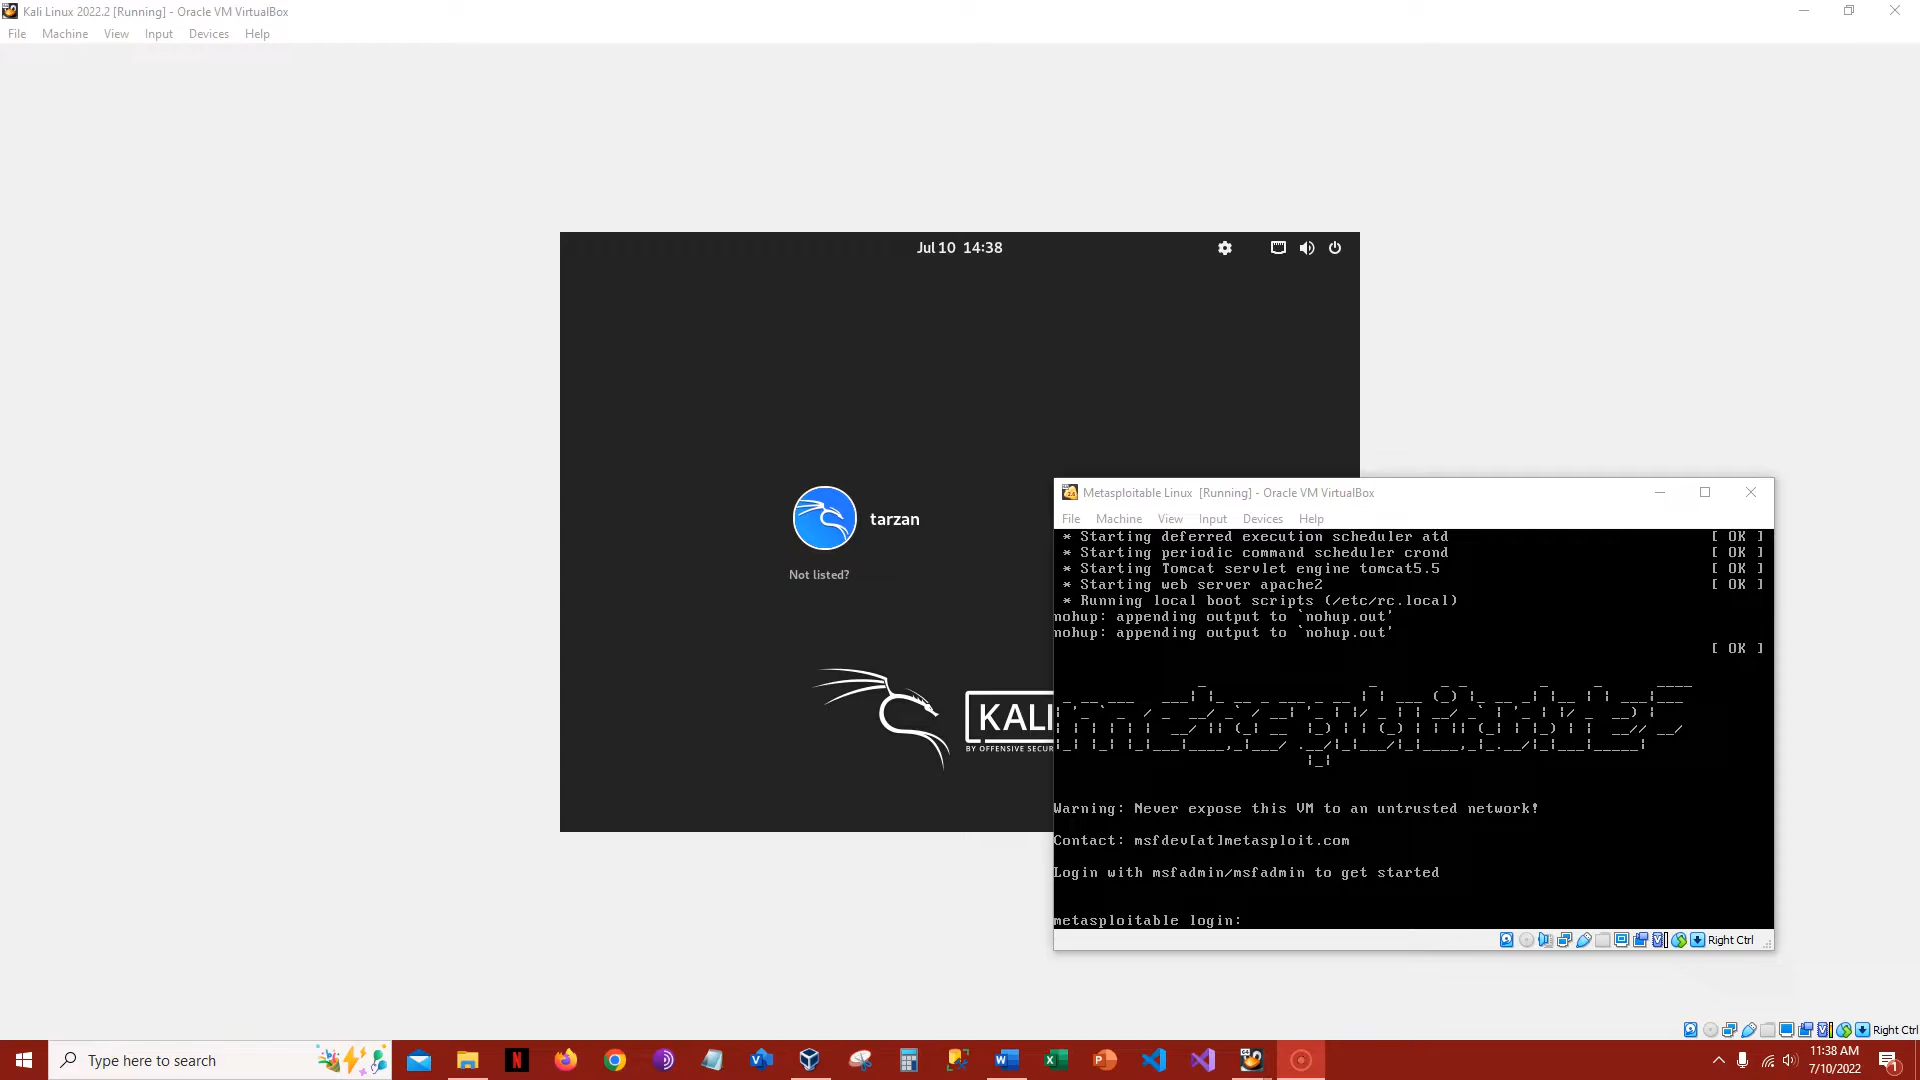 Kali Linux 2022.2 [Running] - Oracle VM VirtualBox
File Machine View Input Devices Help
Jul 10 14:38
tarzan
Not listed?
KALI
BY OFFENSIVE SECUR
Metasploitable Linux [Running] - Oracle VM VirtualBox
File Machine View Input Devices Help
* Starting deferred execution scheduler atd [ OK ]
* Starting periodic command scheduler crond [ OK ]
* Starting Tomcat servlet engine tomcat5.5 [ OK ]
* Starting web server apache2 [ OK ]
* Running local boot scripts (/etc/rc.local)
nohup: appending output to `nohup.out'
nohup: appending output to `nohup.out'
[ OK ]
metasploitable2
Warning: Never expose this VM to an untrusted network!
Contact: msfdev[at]metasploit.com
Login with msfadmin/msfadmin to get started
metasploitable login:
Right Ctrl
Right Ctrl
Type here to search
11:38 AM
7/10/2022
1